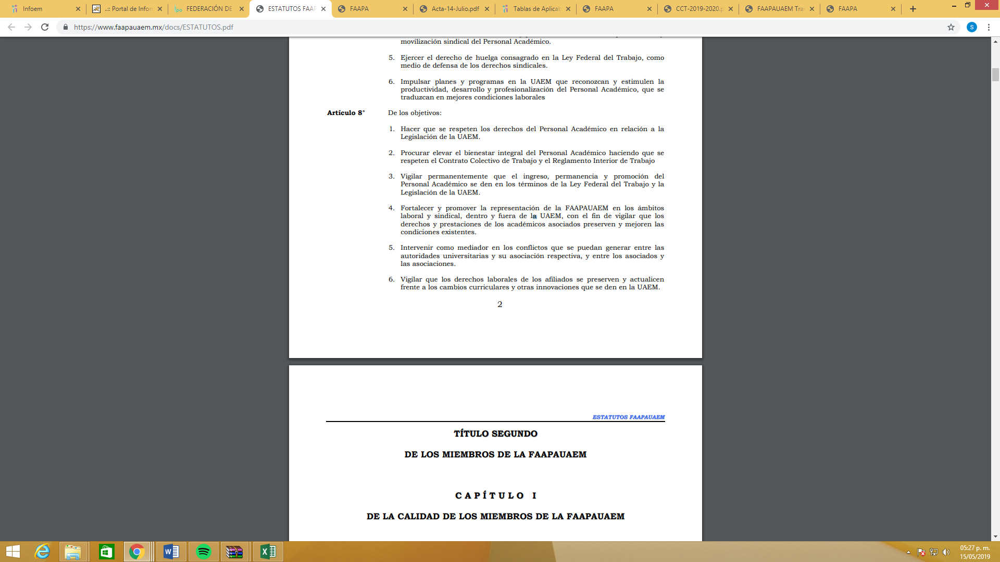 Infoem
..:: Portal de Infor
FEDERACIÓN DE
ESTATUTOS FAAP
FAAPA
Acta-14-Julio.pdf
Tablas de Aplicab
FAAPA
CCT-2019-2020.p
FAAPAUAEM Tra
FAAPA
https://www.faapauaem.mx/docs/ESTATUTOS.pdf
S
movilización sindical del Personal Académico.
5. Ejercer el derecho de huelga consagrado en la Ley Federal del Trabajo, como
medio de defensa de los derechos sindicales.
6. Impulsar planes y programas en la UAEM que reconozcan y estimulen la
productividad, desarrollo y profesionalización del Personal Académico, que se
traduzcan en mejores condiciones laborales
Artículo 8° De los objetivos:
1. Hacer que se respeten los derechos del Personal Académico en relación a la
Legislación de la UAEM.
2. Procurar elevar el bienestar integral del Personal Académico haciendo que se
respeten el Contrato Colectivo de Trabajo y el Reglamento Interior de Trabajo
3. Vigilar permanentemente que el ingreso, permanencia y promoción del
Personal Académico se den en los términos de la Ley Federal del Trabajo y la
Legislación de la UAEM.
4. Fortalecer y promover la representación de la FAAPAUAEM en los ámbitos
laboral y sindical, dentro y fuera de la UAEM, con el fin de vigilar que los
derechos y prestaciones de los académicos asociados preserven y mejoren las
condiciones existentes.
5. Intervenir como mediador en los conflictos que se puedan generar entre las
autoridades universitarias y su asociación respectiva, y entre los asociados y
las asociaciones.
6. Vigilar que los derechos laborales de los afiliados se preserven y actualicen
frente a los cambios curriculares y otras innovaciones que se den en la UAEM.
2
ESTATUTOS FAAPAUAEM
TÍTULO SEGUNDO
DE LOS MIEMBROS DE LA FAAPAUAEM
CAPÍTULO I
DE LA CALIDAD DE LOS MIEMBROS DE LA FAAPAUAEM
05:27 p. m.
15/05/2019